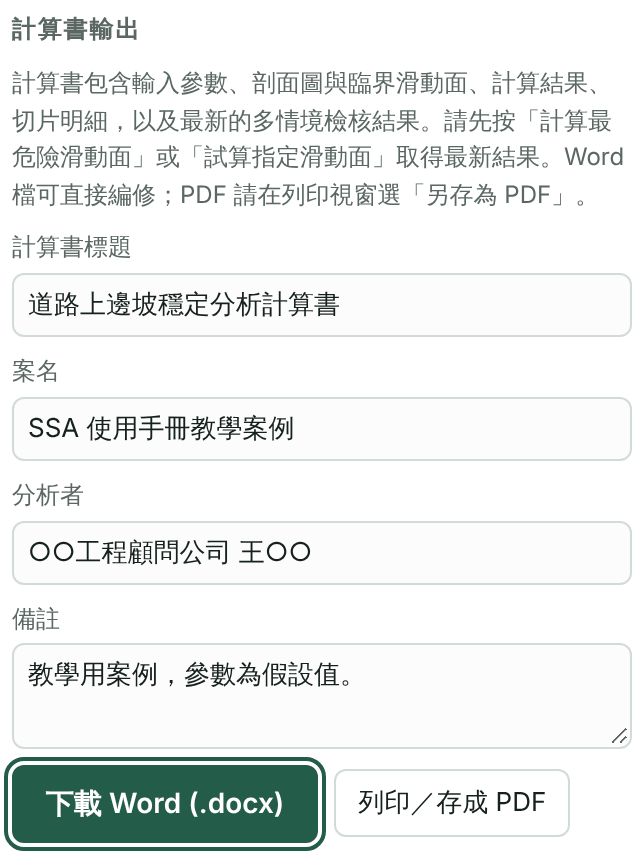 計算書輸出
計算書包含輸入參數、剖面圖與臨界滑動面、計算結果、
切片明細，以及最新的多情境檢核結果。請先按「計算最
危險滑動面」或「試算指定滑動面」取得最新結果。Word
檔可直接編修；PDF 請在列印視窗選「另存為 PDF」。
計算書標題
道路上邊坡穩定分析計算書
案名
SSA 使用手冊教學案例
分析者
○○工程顧問公司 王○○
備註
教學用案例，參數為假設值。
下載 Word (.docx)
列印／存成 PDF